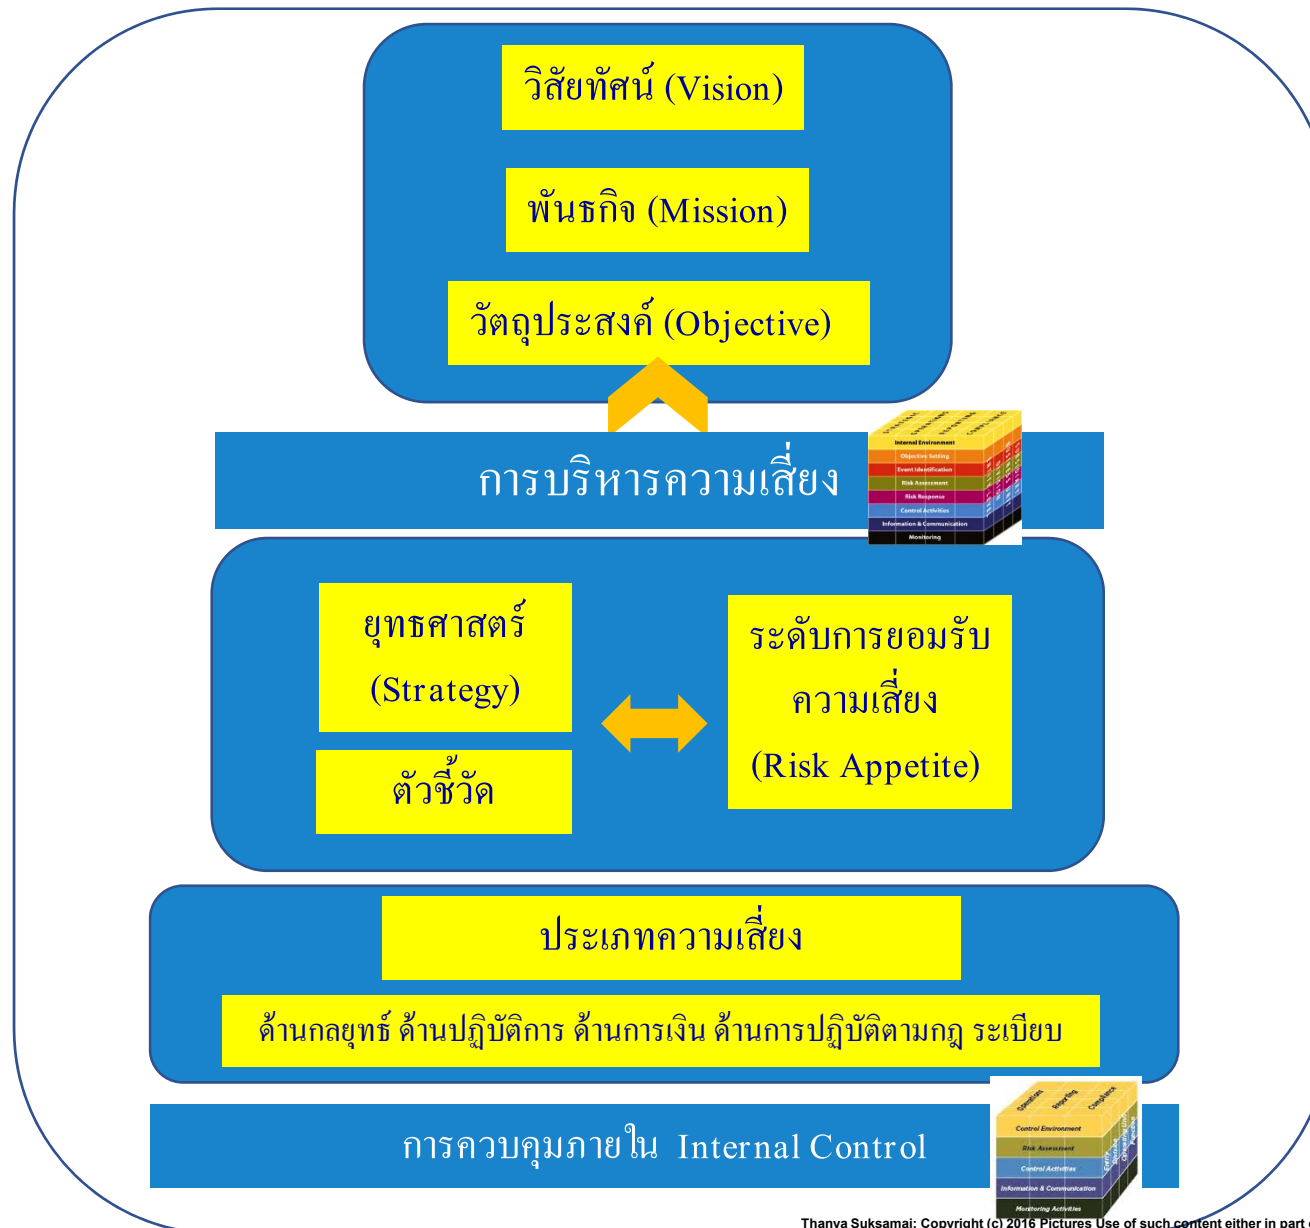 วิสัยทัศน์ (Vision)
พันธกิจ (Mission)
วัตถุประสงค์ (Objective)
การบริหารความเสี่ยง
STRATEGIC
OPERATIONS
REPORTING
COMPLIANCE
Internal Environment
Objective Setting
Event Identification
Risk Assessment
Risk Response
Control Activities
Information & Communication
Monitoring
ยุทธศาสตร์
(Strategy)
ตัวชี้วัด
ระดับการยอมรับ
ความเสี่ยง
(Risk Appetite)
ประเภทความเสี่ยง
ด้านกลยุทธ์ ด้านปฏิบัติการ ด้านการเงิน ด้านการปฏิบัติตามกฎ ระเบียบ
การควบคุมภายใน Internal Control
Operations
Reporting
Compliance
Control Environment
Risk Assessment
Control Activities
Information & Communication
Monitoring Activities
Entity
Division
Operating Unit
Function
Thanya Suksamai: Copyright (c) 2016 Pictures Use of such content either in part